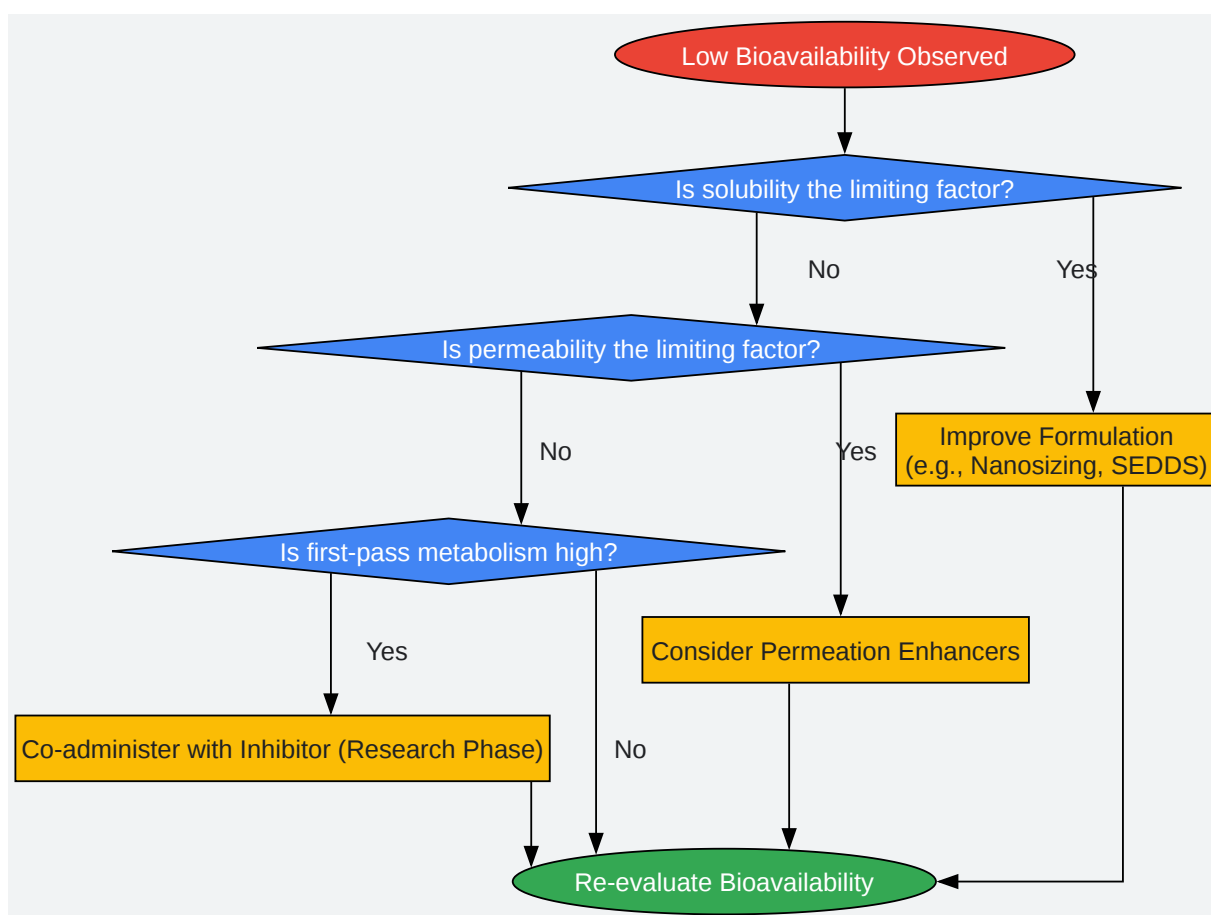 Low Bioavailability Observed
Is solubility the limiting factor?
No
Yes
Is permeability the limiting factor?
Improve Formulation
(e.g., Nanosizing, SEDDS)
No
Yes
Is first-pass metabolism high?
Yes
Consider Permeation Enhancers
Co-administer with Inhibitor (Research Phase)
No
Re-evaluate Bioavailability